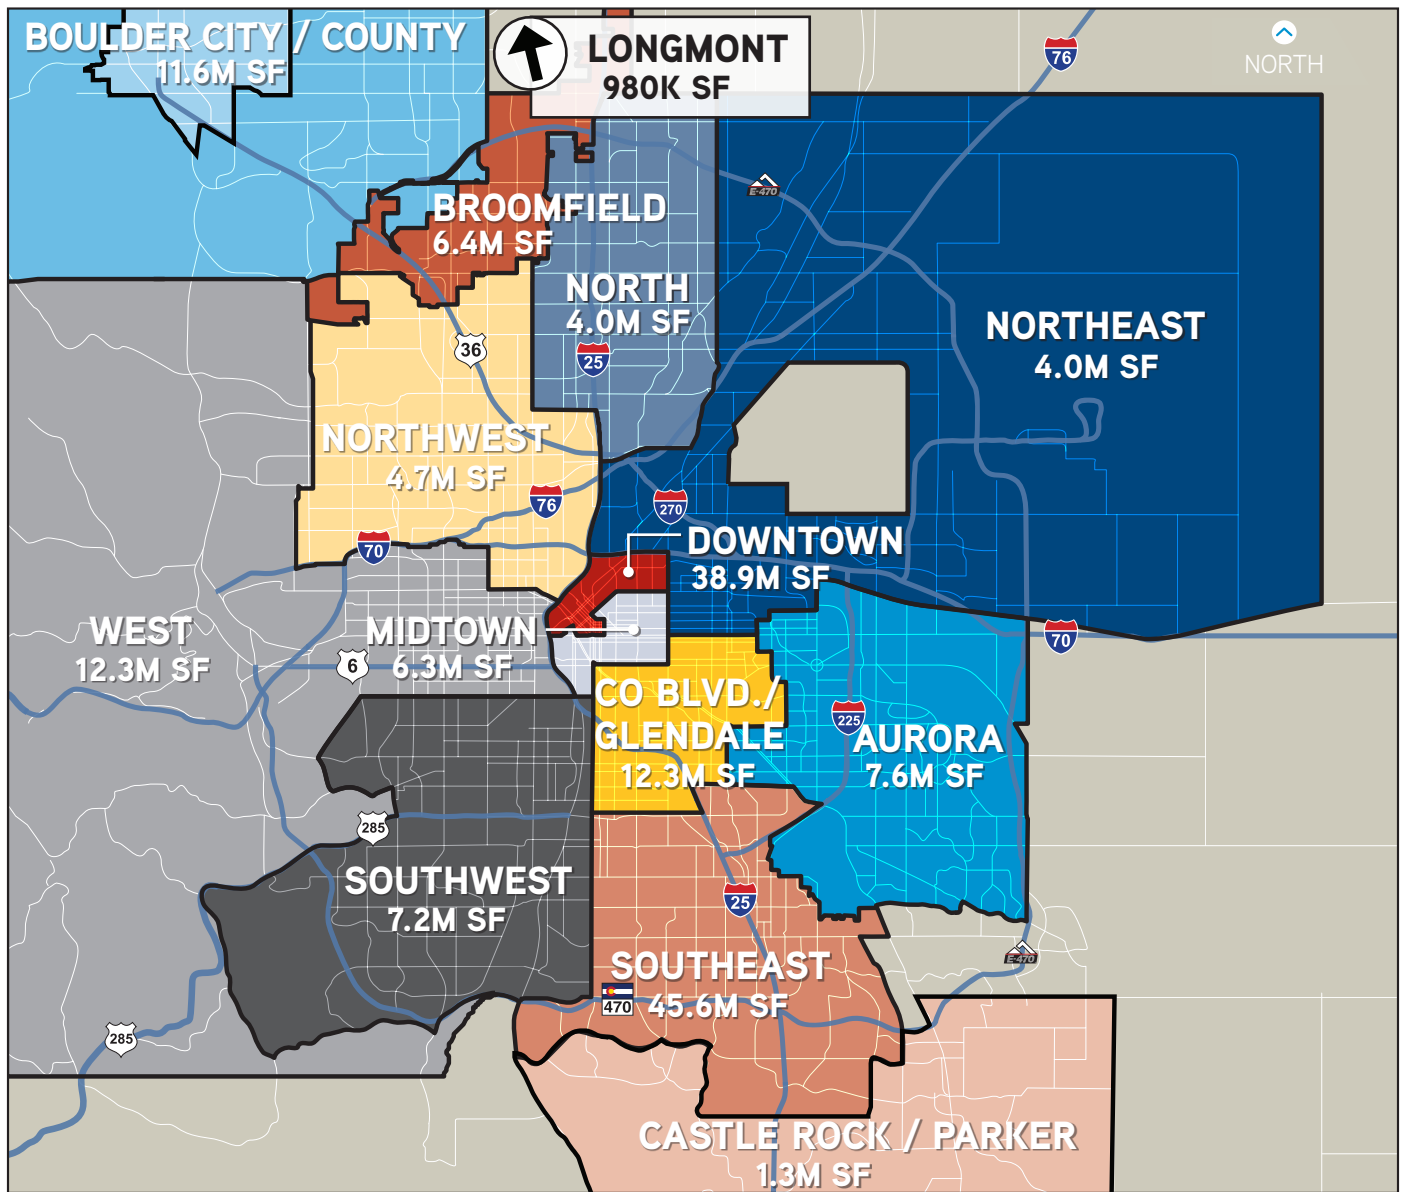 BOULDER CITY / COUNTY
11.6M SF
LONGMONT
980K SF
76
NORTH
E-470
BROOMFIELD
6.4M SF
NORTH
4.0M SF
25
36
NORTHEAST
4.0M SF
NORTHWEST
4.7M SF
76
270
70
DOWNTOWN
38.9M SF
WEST
12.3M SF
MIDTOWN
6.3M SF
6
70
CO BLVD./
GLENDALE
12.3M SF
225
AURORA
7.6M SF
285
SOUTHWEST
7.2M SF
25
SOUTHEAST
45.6M SF
470
E-470
285
CASTLE ROCK / PARKER
1.3M SF